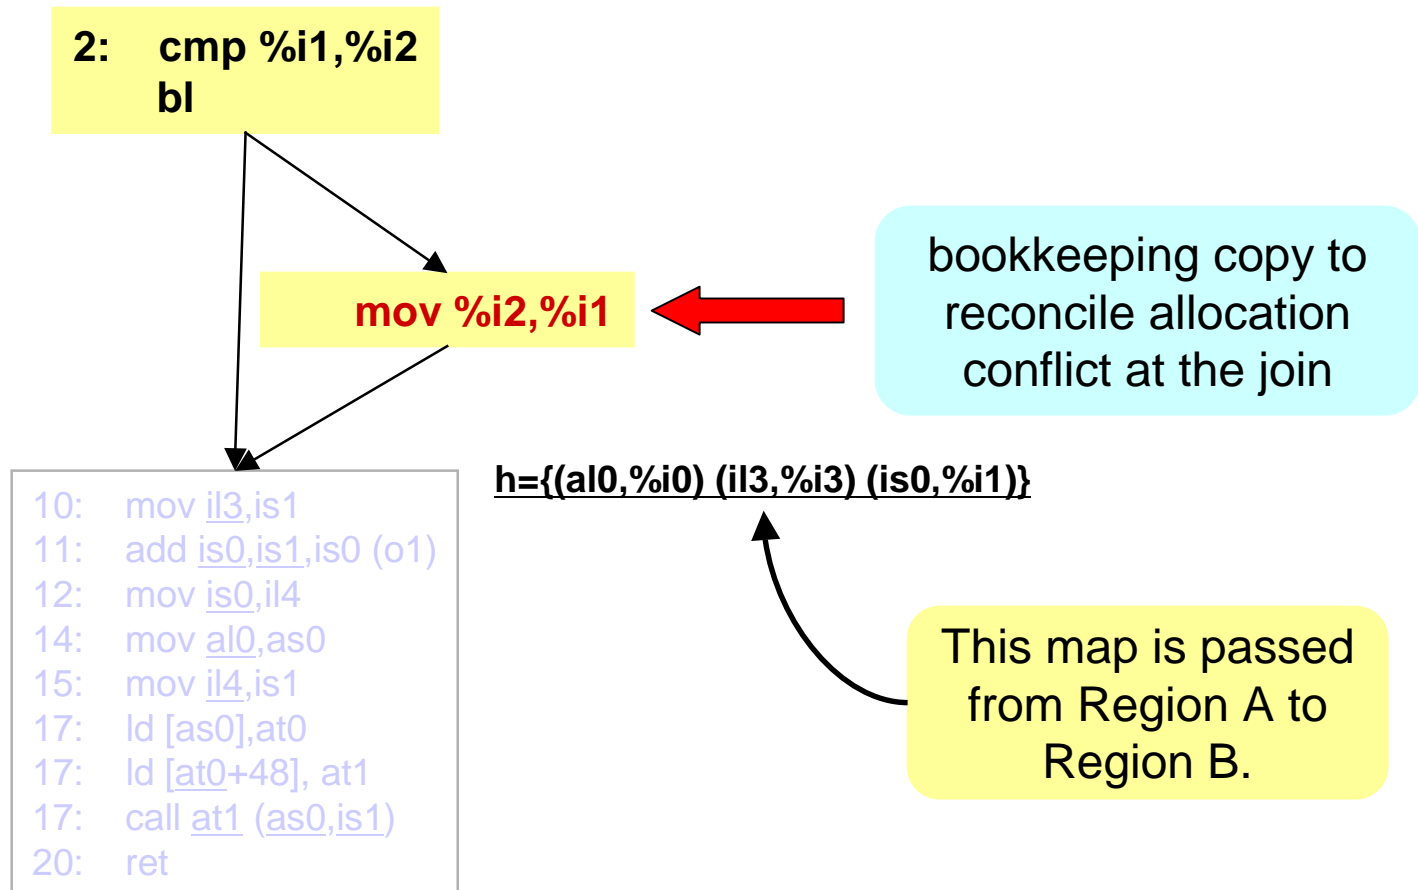 2: cmp %i1,%i2
bl
mov %i2,%i1
bookkeeping copy to
reconcile allocation
conflict at the join
h={(al0,%i0) (il3,%i3) (is0,%i1)}
10: mov il3,is1
11: add is0,is1,is0 (o1)
12: mov is0,il4
14: mov al0,as0
15: mov il4,is1
17: ld [as0],at0
17: ld [at0+48], at1
17: call at1 (as0,is1)
20: ret
This map is passed
from Region A to
Region B.